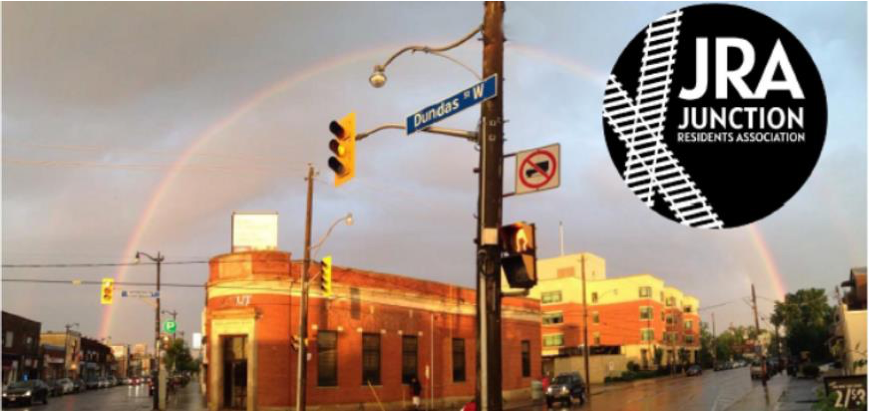 JRA
JUNCTION
RESIDENTS ASSOCIATION
Dundas St W
P